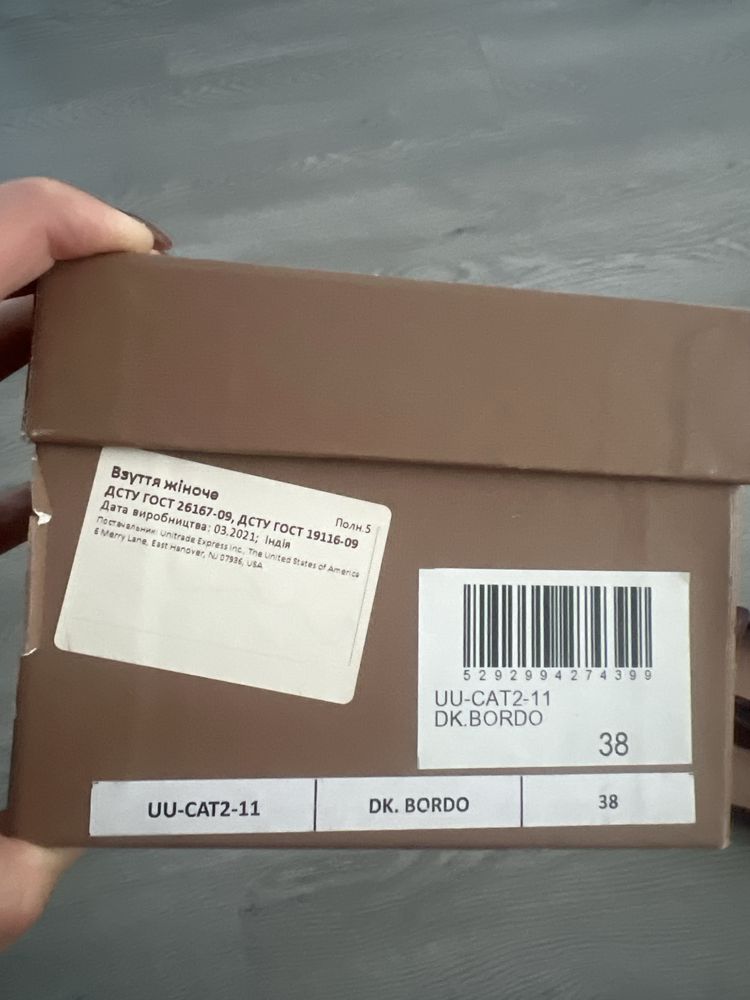 Взуття жіноче
Полн.5
ДСТУ ГОСТ 26167-09, ДСТУ ГОСТ 19116-09
Дата виробництва: 03.2021; Індія
Постачальник: Unitrade Express Inc., The United States of America
6 Merry Lane, East Hanover, NJ 07936, USA
5292994274399
UU-CAT2-11
DK.BORDO
38
UU-CAT2-11 DK. BORDO 38